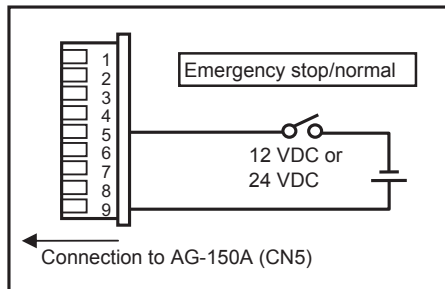 1
2
3
4
5
6
7
8
9
Emergency stop/normal
12 VDC or
24 VDC
Connection to AG-150A (CN5)